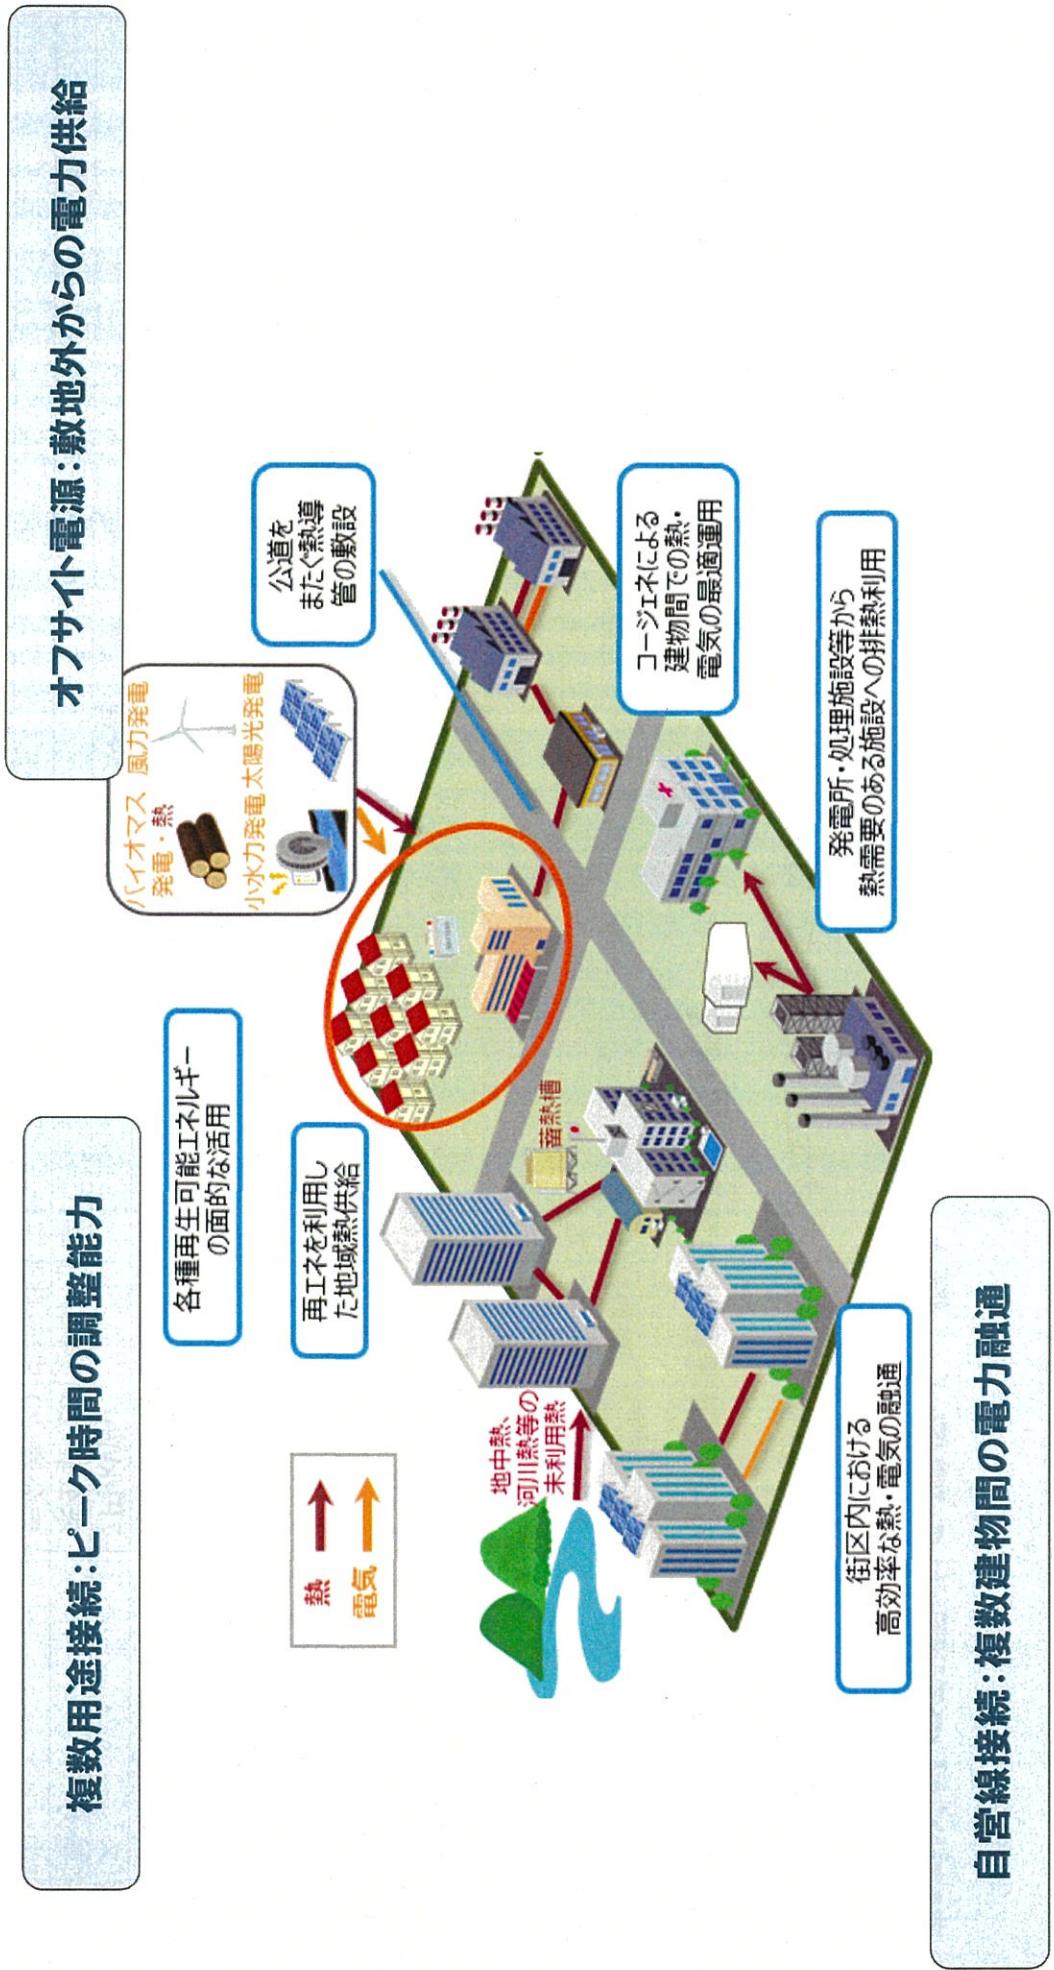 複数用途接続：ピーク時間の調整能力
オフサイト電源：敷地外からの電力供給
各種再生可能エネルギー
の面的な活用
バイオマス
発電・熱
風力発電
小水力発電
太陽光発電
再エネを利用し
た地域熱供給
公道を
またぐ熱導
管の敷設
熱
電気
地中熱、
河川熱等の
未利用熱
蓄熱槽
コージェネによる
建物間での熱・
電気の最適運用
発電所・処理施設等から
熱需要のある施設への排熱利用
街区内における
高効率な熱・電気の融通
自営線接続：複数建物間の電力融通